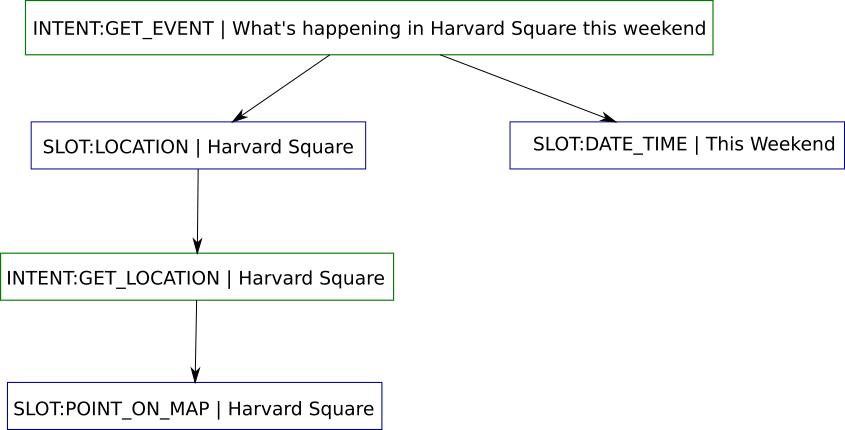 INTENT:GET_EVENT | What's happening in Harvard Square this weekend
SLOT:LOCATION | Harvard Square
SLOT:DATE_TIME | This Weekend
INTENT:GET_LOCATION | Harvard Square
SLOT:POINT_ON_MAP | Harvard Square